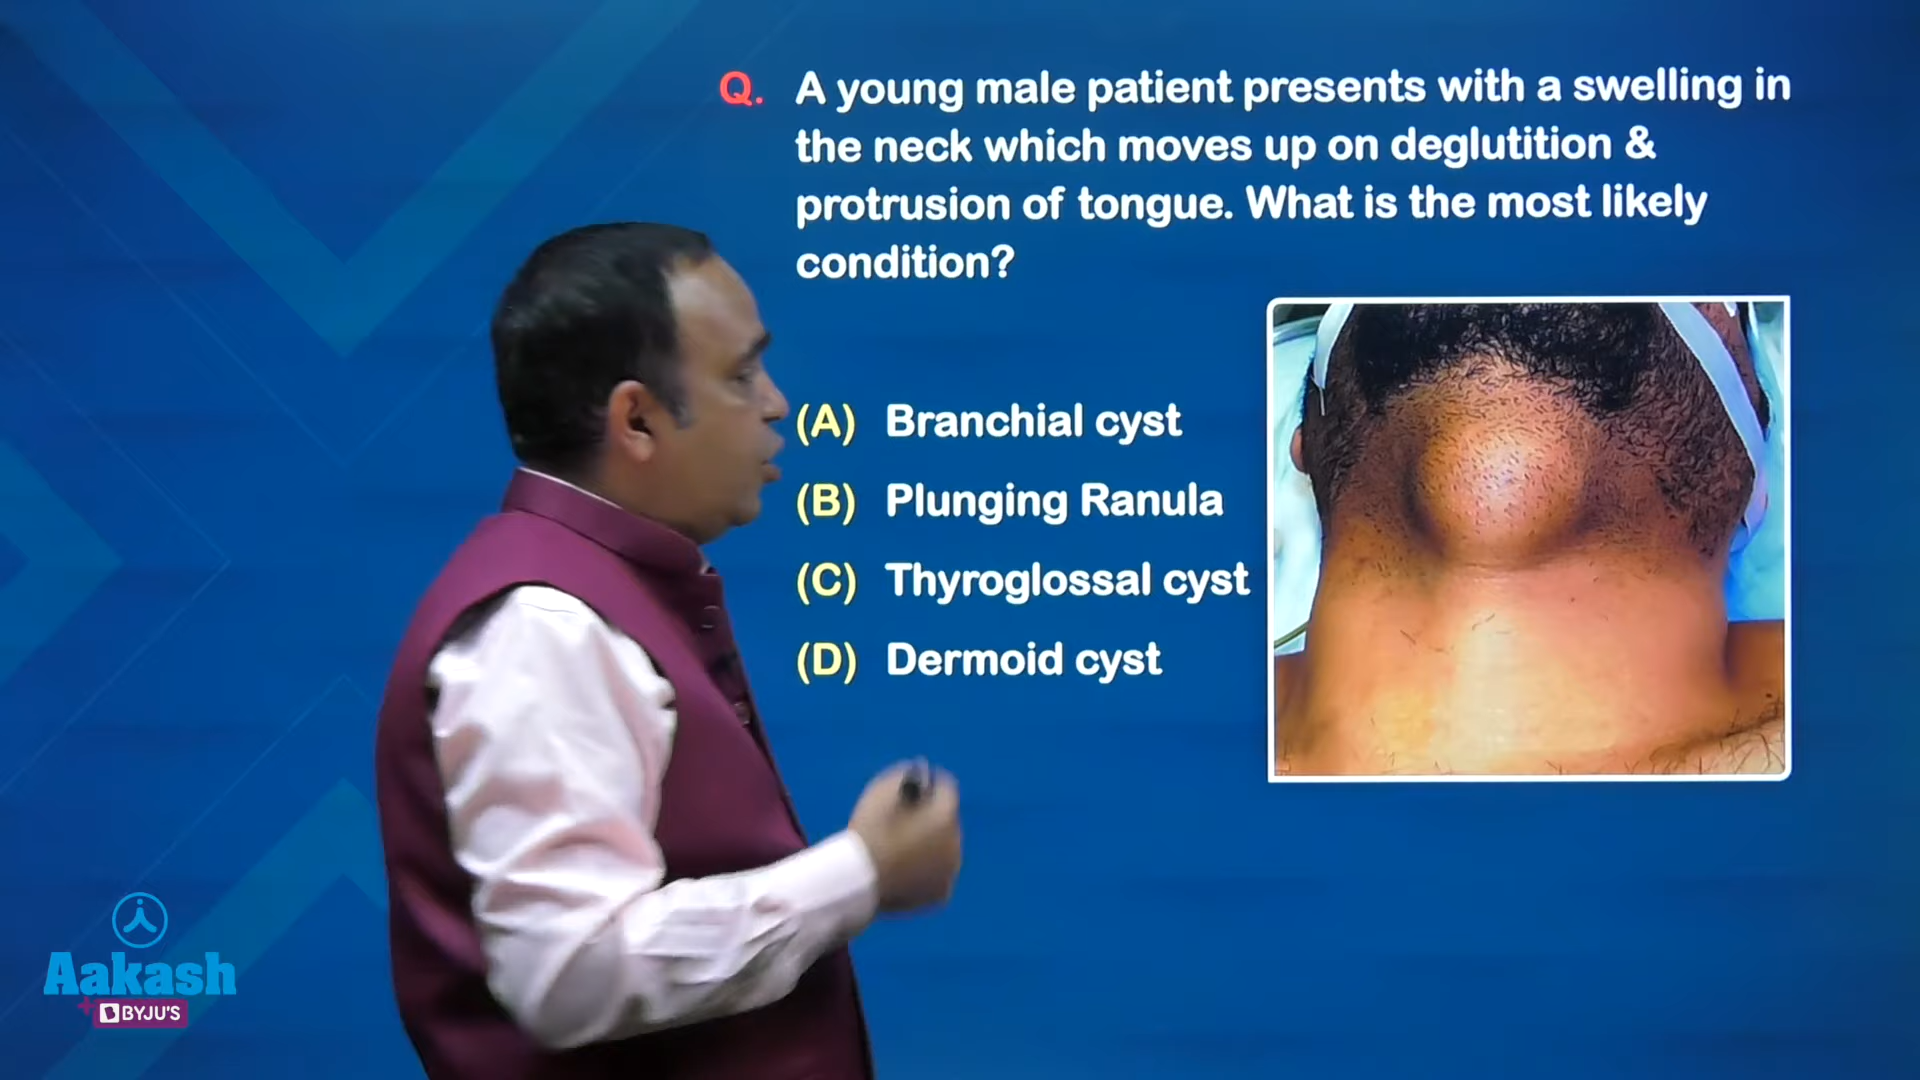 Q. A young male patient presents with a swelling in
the neck which moves up on deglutition &
protrusion of tongue. What is the most likely
condition?
(A) Branchial cyst
(B) Plunging Ranula
(C) Thyroglossal cyst
(D) Dermoid cyst
Aakash
+ BYJU'S